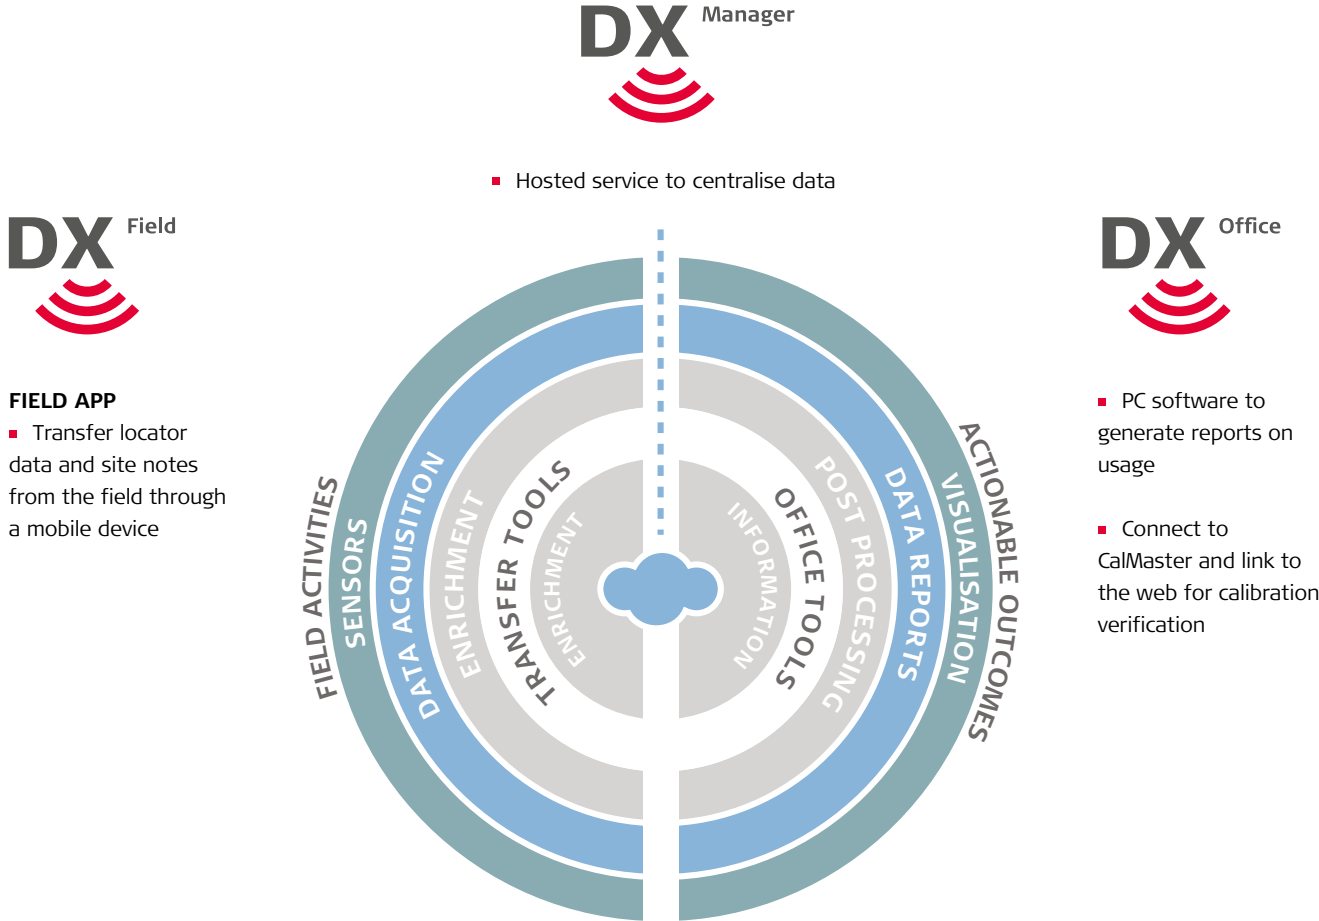 DX Manager
Hosted service to centralise data
DX Field
FIELD APP
Transfer locator
data and site notes
from the field through
a mobile device
FIELD ACTIVITIES
SENSORS
DATA ACQUISITION
ENRICHMENT
TRANSFER TOOLS
ENRICHMENT
INFORMATION
OFFICE TOOLS
POST PROCESSING
DATA REPORTS
VISUALISATION
ACTIONABLE OUTCOMES
DX Office
PC software to
generate reports on
usage
Connect to
CalMaster and link to
the web for calibration
verification